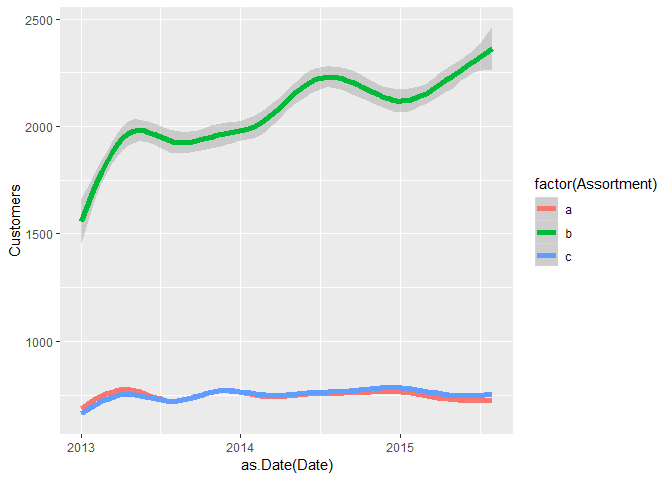 2500
2000
1500
1000
Customers
2013
2014
2015
as.Date(Date)
factor(Assortment)
a
b
c